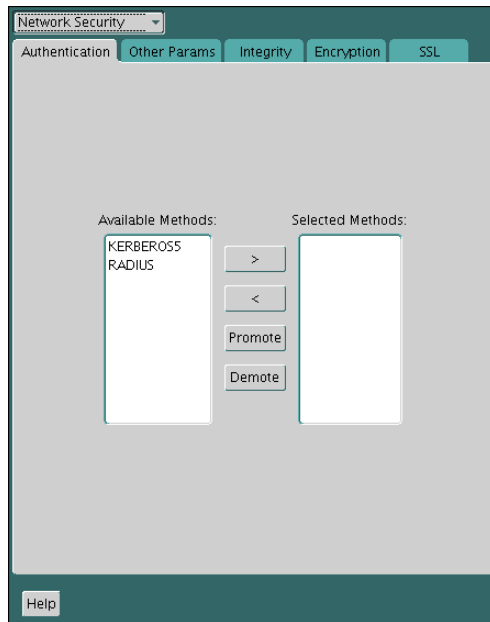 Network Security
Authentication Other Params Integrity Encryption SSL
Available Methods: Selected Methods:
KERBEROS5
RADIUS
>
<
Promote
Demote
Help